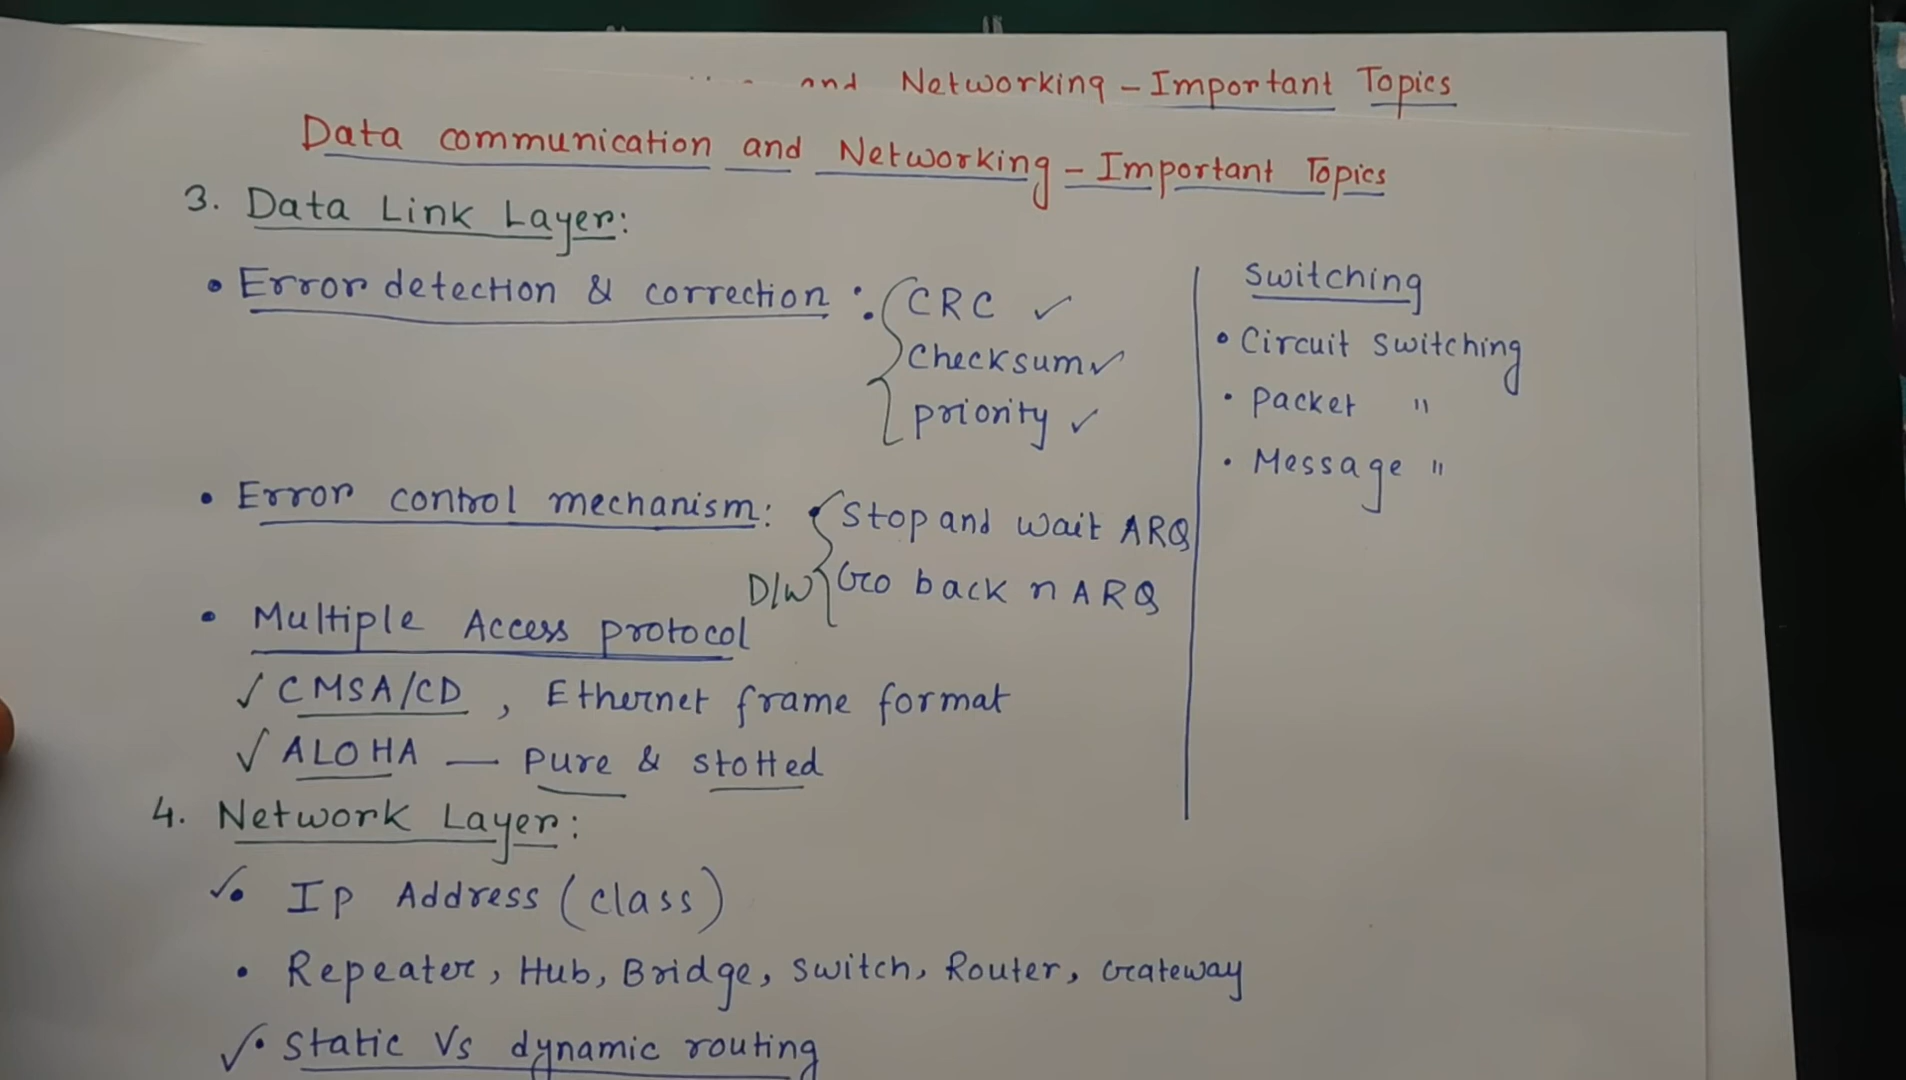 and Networking - Important Topics
Data communication and Networking - Important Topics
3. Data Link Layer:
• Error detection & correction : CRC ✓
Checksum ✓
priority ✓
• Error control mechanism: Stop and wait ARQ
D/W Go back n ARQ
• Multiple Access protocol
✓ CMSA/CD , Ethernet frame format
✓ ALOHA — Pure & slotted
4. Network Layer:
✓• Ip Address (class)
• Repeater, Hub, Bridge, switch, Router, Gateway
✓• Static Vs dynamic routing
Switching
• Circuit switching
• Packet "
• Message "